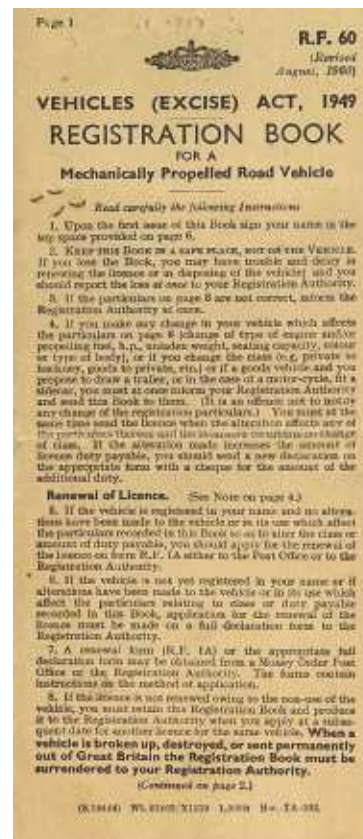 Page 1
R.F. 60
(Revised
August, 1960)
VEHICLES (EXCISE) ACT, 1949
REGISTRATION BOOK
FOR A
Mechanically Propelled Road Vehicle
Read carefully the following Instructions
1. Upon the first issue of this Book sign your name in the
top space provided on page 6.
2. KEEP THIS BOOK IN A SAFE PLACE, NOT ON THE VEHICLE.
If you lose the Book, you may have trouble and delay in
renewing the licence or in disposing of the vehicle; and you
should report the loss at once to your Registration Authority.
3. If the particulars on page 8 are not correct, inform the
Registration Authority at once.
4. If you make any change in your vehicle which affects
the particulars on page 8 (change of type of engine and/or
propelling fuel, h.p., unladen weight, seating capacity, colour
or type of body), or if you change the class (e.g. private to
hackney, goods to private, etc.) or if a goods vehicle and you
propose to draw a trailer, or in the case of a motor-cycle, if a
sidecar, you must at once inform your Registration Authority
and send this Book to them. (It is an offence not to notify
any change of the registration particulars.) You must at the
same time send the licence when the alteration affects any of
the particulars thereon and the
of class. If the alteration made increases the amount of
licence duty payable, you should send a new declaration on
the appropriate form with a cheque for the amount of the
additional duty.
Renewal of Licence. (See Note on page 4.)
5. If the vehicle is registered in your name and no altera-
tions have been made to the vehicle or in its use which affect
the particulars recorded in this Book so as to alter the class or
amount of duty payable, you should apply for the renewal of
the licence on form R.F. 1A either to the Post Office or to the
Registration Authority.
6. If the vehicle is not yet registered in your name or if
alterations have been made to the vehicle or in its use which
affect the particulars relating to class or duty payable
recorded in this Book, application for the renewal of the
licence must be made on a full declaration form to the
Registration Authority.
7. A renewal form (R.F. 1A) or the appropriate full
declaration form may be obtained from a Money Order Post
Office or the Registration Authority. The forms contain
instructions on the method of application.
8. If the licence is not renewed owing to the non-use of the
vehicle, you must retain this Registration Book and produce
it to the Registration Authority when you apply at a subse-
quent date for another licence for the same vehicle. When a
vehicle is broken up, destroyed, or sent permanently
out of Great Britain the Registration Book must be
surrendered to your Registration Authority.
(Continued on page 2.)